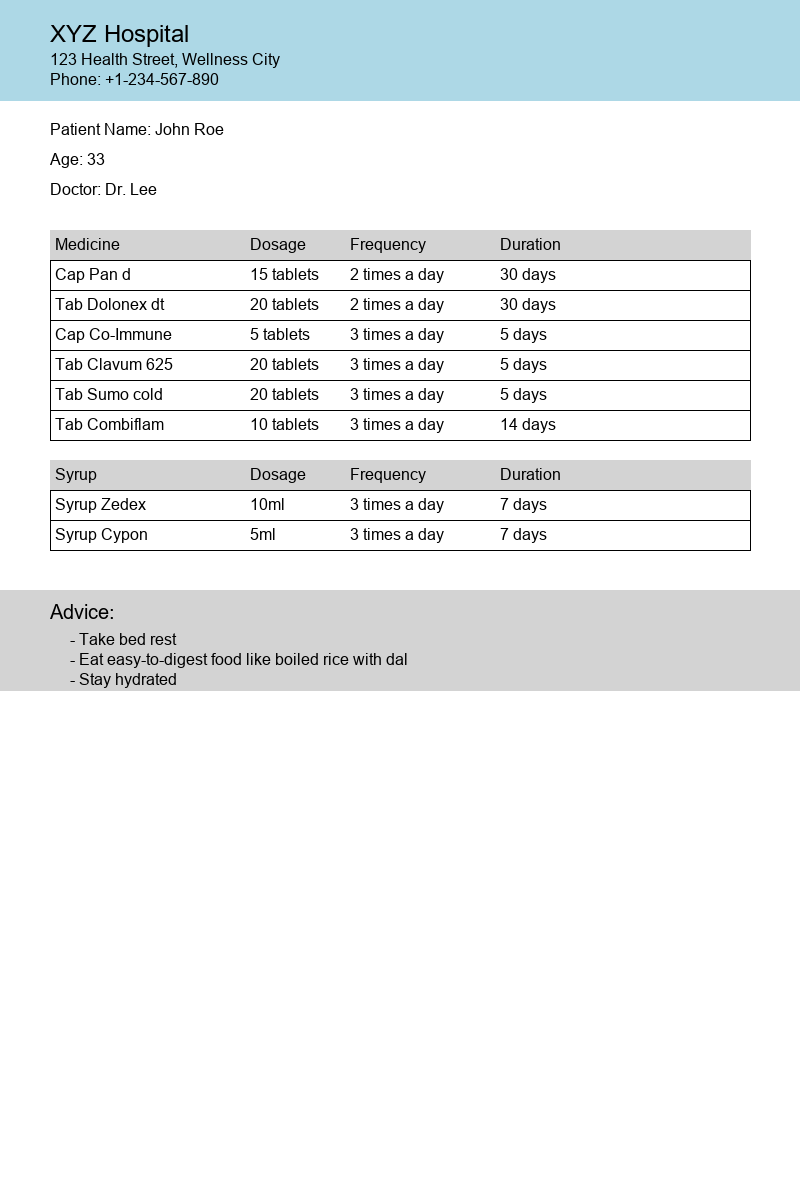 XYZ Hospital
123 Health Street, Wellness City
Phone: +1-234-567-890
Patient Name: John Roe
Age: 33
Doctor: Dr. Lee
Medicine Dosage Frequency Duration
Cap Pan d 15 tablets 2 times a day 30 days
Tab Dolonex dt 20 tablets 2 times a day 30 days
Cap Co-Immune 5 tablets 3 times a day 5 days
Tab Clavum 625 20 tablets 3 times a day 5 days
Tab Sumo cold 20 tablets 3 times a day 5 days
Tab Combiflam 10 tablets 3 times a day 14 days
Syrup Dosage Frequency Duration
Syrup Zedex 10ml 3 times a day 7 days
Syrup Cypon 5ml 3 times a day 7 days
Advice:
- Take bed rest
- Eat easy-to-digest food like boiled rice with dal
- Stay hydrated